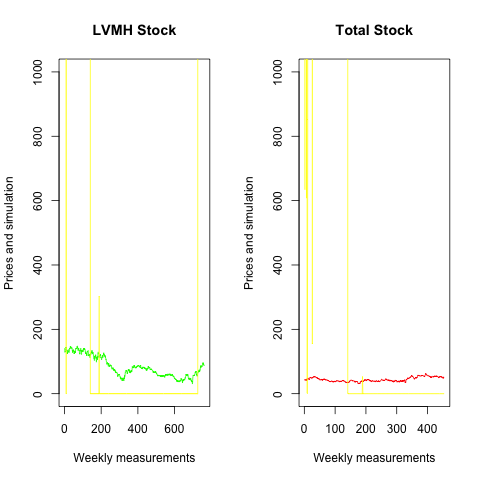 LVMH Stock
Prices and simulation
1000
800
600
400
200
0
0 200 400 600
Weekly measurements
Total Stock
Prices and simulation
1000
800
600
400
200
0
0 100 200 300 400
Weekly measurements